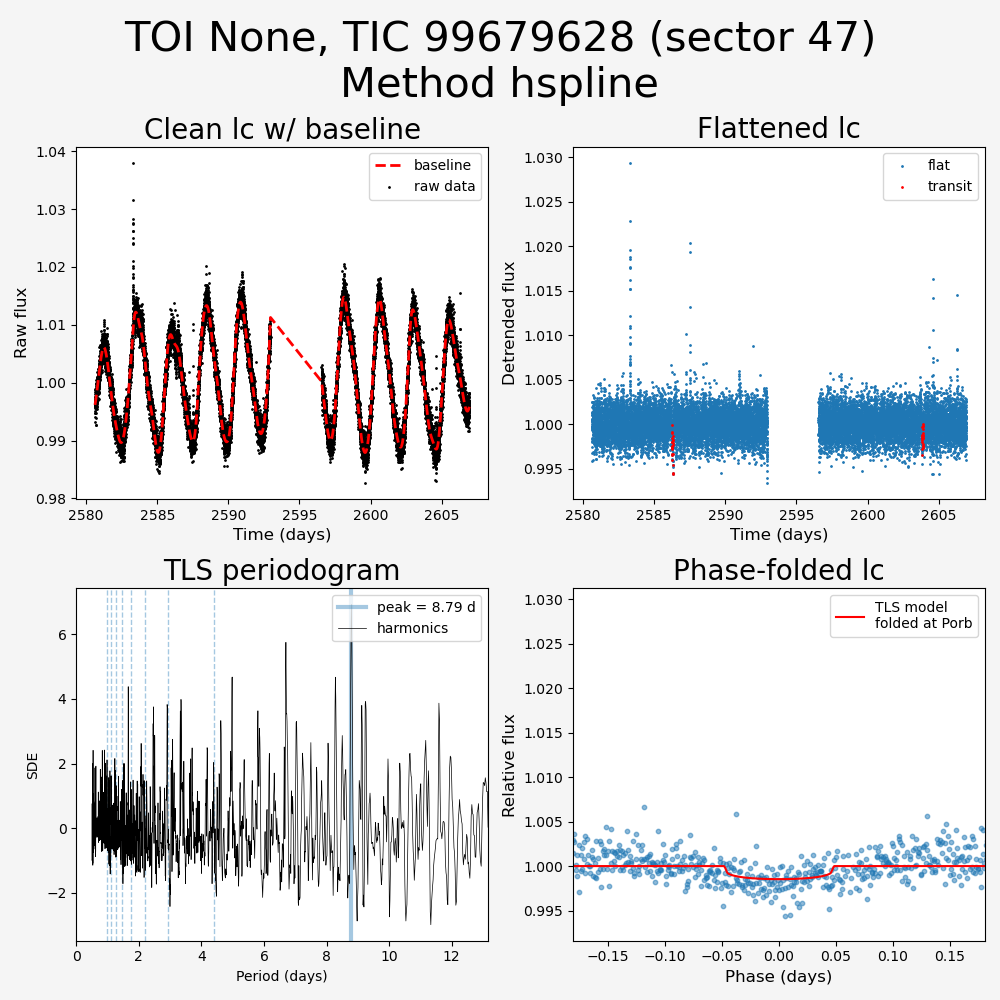 TOI None, TIC 99679628 (sector 47)
Method hspline
Clean lc w/ baseline
Flattened lc
1.04
1.03
1.02
1.01
1.00
0.99
0.98
Raw flux
baseline
raw data
2580
2585
2590
2595
2600
2605
Time (days)
1.030
1.025
1.020
1.015
1.010
1.005
1.000
0.995
Detrended flux
flat
transit
2580
2585
2590
2595
2600
2605
Time (days)
TLS periodogram
Phase-folded lc
6
4
2
0
−2
SDE
peak = 8.79 d
harmonics
0
2
4
6
8
10
12
Period (days)
1.030
1.025
1.020
1.015
1.010
1.005
1.000
0.995
Relative flux
TLS model
folded at Porb
−0.15
−0.10
−0.05
0.00
0.05
0.10
0.15
Phase (days)